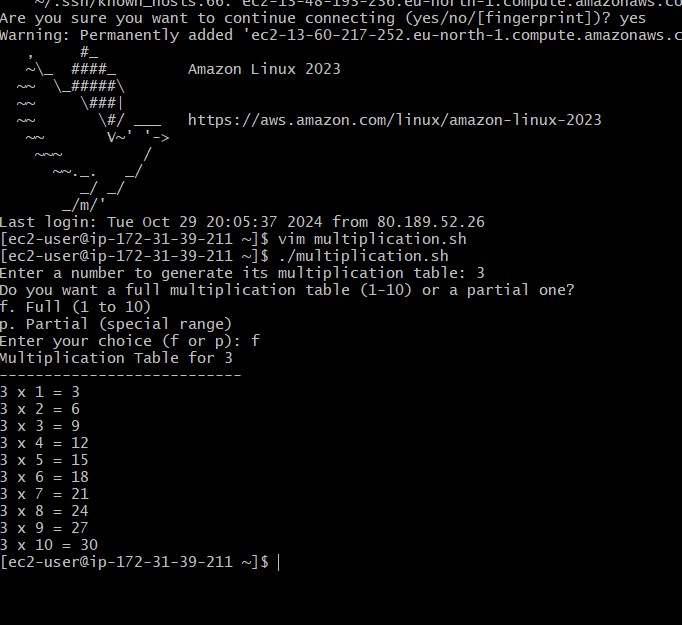 ~/.ssh/known_hosts:66: ec2-13-48-193-236.eu-north-1.compute.amazonaws.co
Are you sure you want to continue connecting (yes/no/[fingerprint])? yes
Warning: Permanently added 'ec2-13-60-217-252.eu-north-1.compute.amazonaws.c
   ,     #_
   ~\_  ####_        Amazon Linux 2023
  ~~  \_#####\
  ~~     \###|
  ~~       \#/ ___   https://aws.amazon.com/linux/amazon-linux-2023
   ~~       V~' '->
    ~~~         /
      ~~._.   _/
         _/ _/
       _/m/'
Last login: Tue Oct 29 20:05:37 2024 from 80.189.52.26
[ec2-user@ip-172-31-39-211 ~]$ vim multiplication.sh
[ec2-user@ip-172-31-39-211 ~]$ ./multiplication.sh
Enter a number to generate its multiplication table: 3
Do you want a full multiplication table (1-10) or a partial one?
f. Full (1 to 10)
p. Partial (special range)
Enter your choice (f or p): f
Multiplication Table for 3
---------------------------
3 x 1 = 3
3 x 2 = 6
3 x 3 = 9
3 x 4 = 12
3 x 5 = 15
3 x 6 = 18
3 x 7 = 21
3 x 8 = 24
3 x 9 = 27
3 x 10 = 30
[ec2-user@ip-172-31-39-211 ~]$